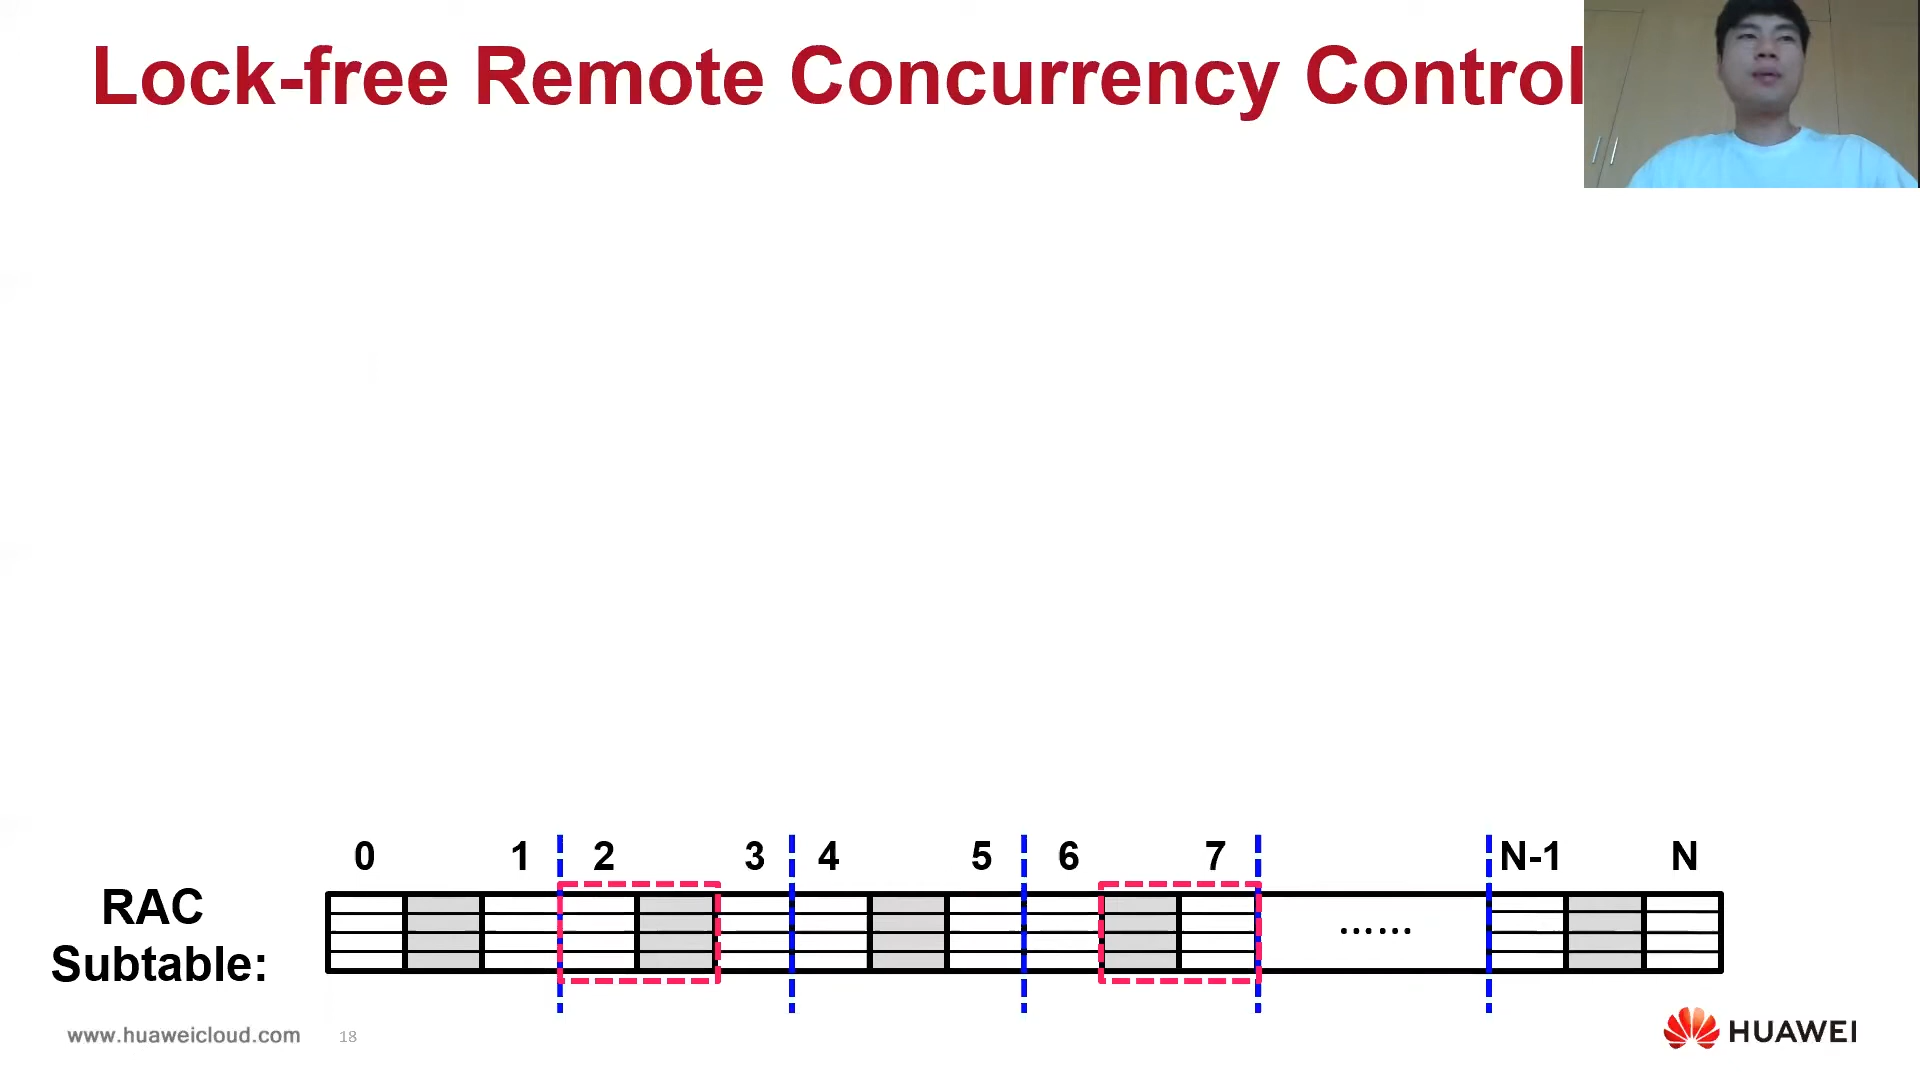 Lock-free Remote Concurrency Control
0 1 2 3 4 5 6 7 N-1 N
RAC
Subtable:
......
www.huaweicloud.com 18
HUAWEI